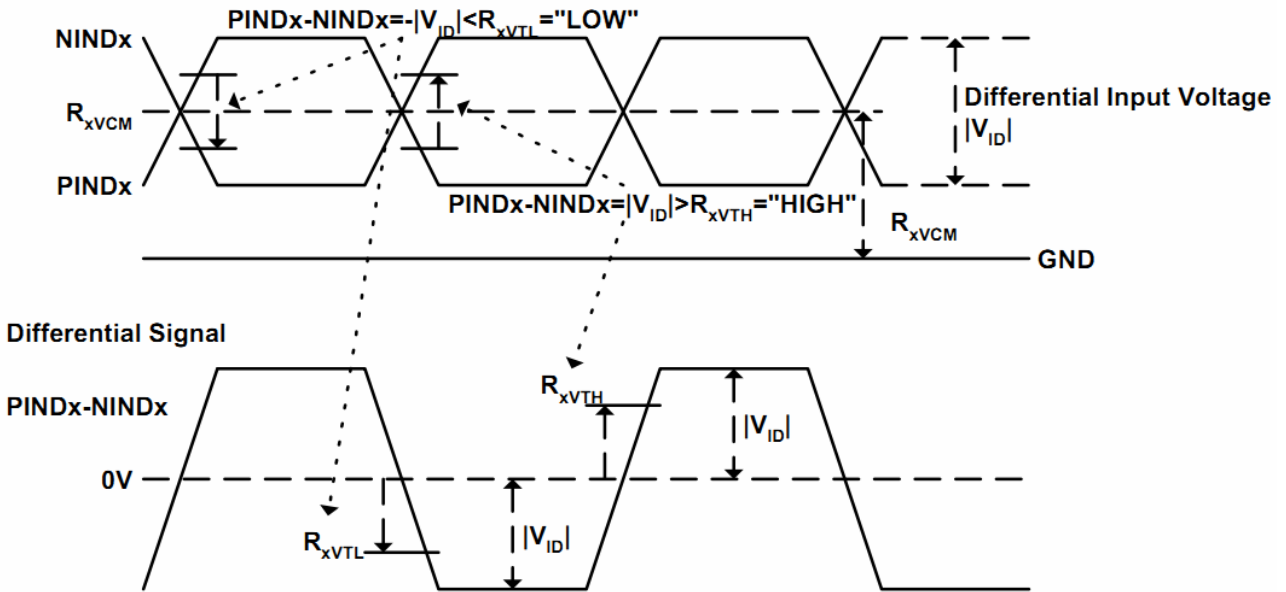 PINDx-NINDx=-|VID|<RxVTL="LOW"
NINDx
RxVCM
Differential Input Voltage
|VID|
PINDx
PINDx-NINDx=|VID|>RxVTH="HIGH"
RxVCM
GND
Differential Signal
RxVTH
PINDx-NINDx
|VID|
0V
RxVTL
|VID|